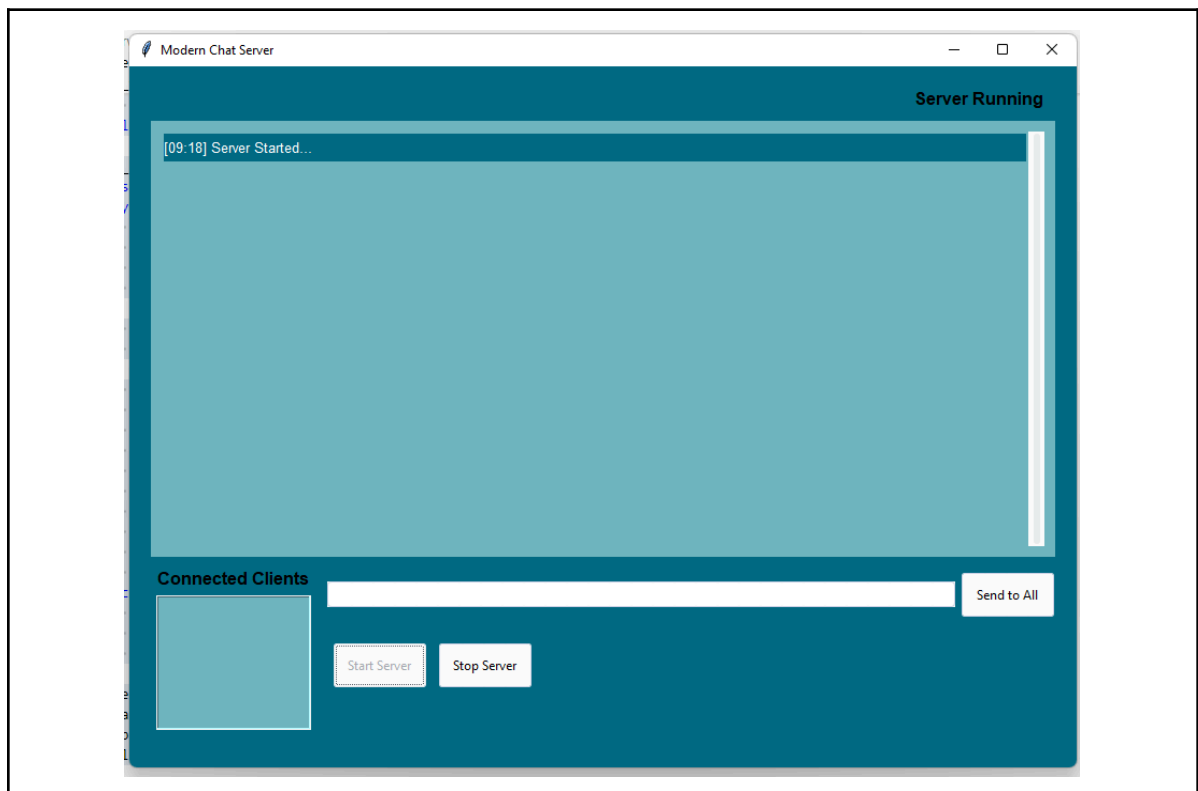 Modern Chat Server
Server Running
[09:18] Server Started...
Connected Clients
Send to All
Start Server
Stop Server